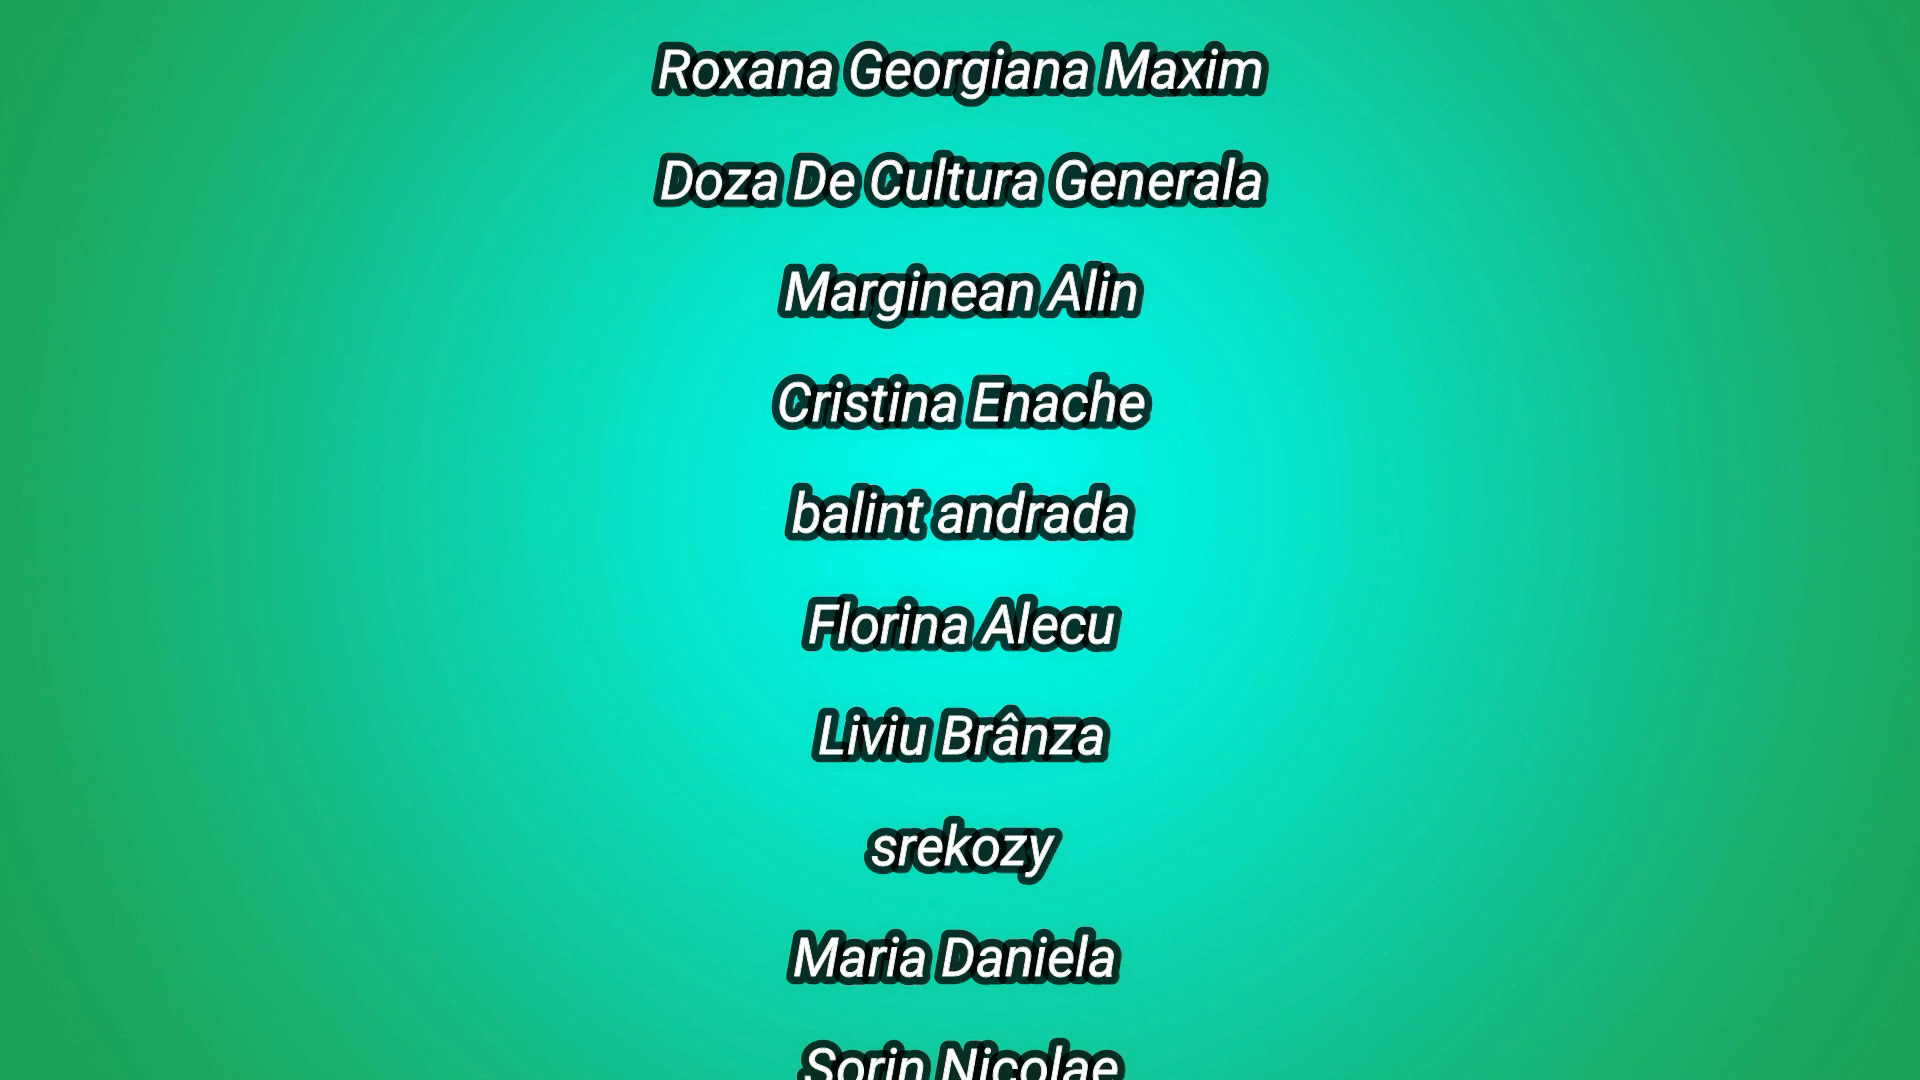 Roxana Georgiana Maxim
Doza De Cultura Generala
Marginean Alin
Cristina Enache
balint andrada
Florina Alecu
Liviu Brânza
srekozy
Maria Daniela
Sorin Nicolae